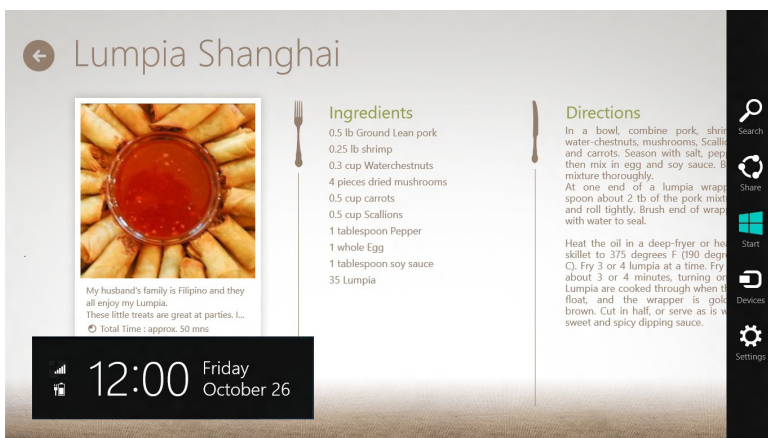 Lumpia Shanghai
My husband's family is Filipino and they
all enjoy my Lumpia.
These little treats are great at parties. I...
Total Time : approx. 50 mns
Ingredients
0.5 lb Ground Lean pork
0.25 lb shrimp
0.3 cup Waterchestnuts
4 pieces dried mushrooms
0.5 cup carrots
0.5 cup Scallions
1 tablespoon Pepper
1 whole Egg
1 tablespoon soy sauce
35 Lumpia
Directions
In a bowl, combine pork,
water-chestnuts, mushrooms,
and carrots. Season with salt,
then mix in egg and soy sauce.
mixture thoroughly.
At one end of a lumpia
spoon about 2 tb of the pork
and roll tightly. Brush end of
with water to seal.
Heat the oil in a deep-fryer or
skillet to 375 degrees F (190
C). Fry 3 or 4 lumpia at a time. Fry
about 3 or 4 minutes, turning
Lumpia are cooked through when
float, and the wrapper is
brown. Cut in half, or serve as is
sweet and spicy dipping sauce.
Search
Share
Start
Devices
Settings
12:00
Friday
October 26